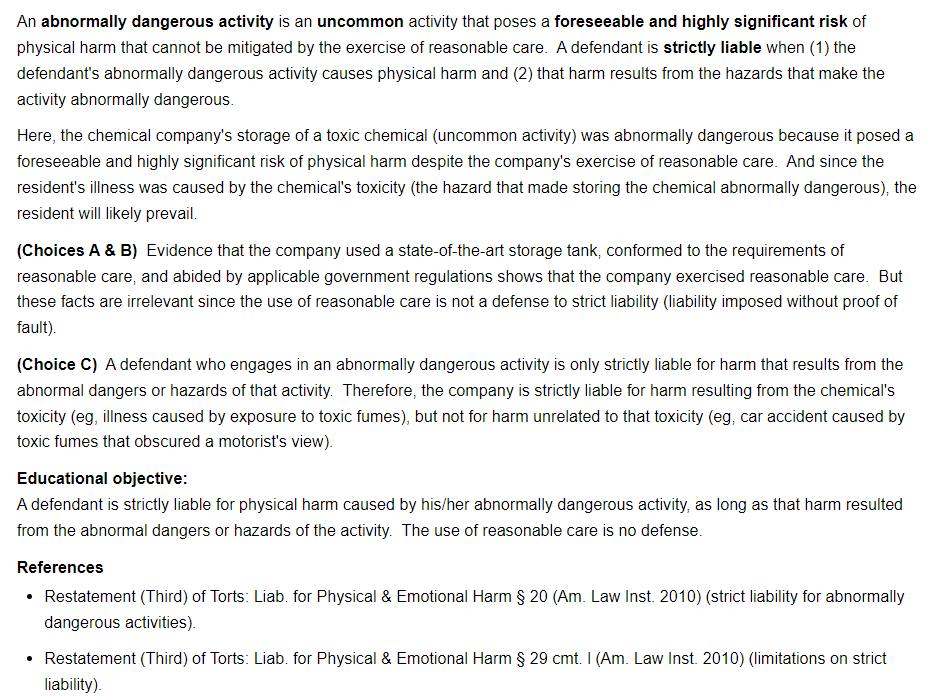 An abnormally dangerous activity is an uncommon activity that poses a foreseeable and highly significant risk of
physical harm that cannot be mitigated by the exercise of reasonable care.  A defendant is strictly liable when (1) the
defendant's abnormally dangerous activity causes physical harm and (2) that harm results from the hazards that make the
activity abnormally dangerous.
Here, the chemical company's storage of a toxic chemical (uncommon activity) was abnormally dangerous because it posed a
foreseeable and highly significant risk of physical harm despite the company's exercise of reasonable care.  And since the
resident's illness was caused by the chemical's toxicity (the hazard that made storing the chemical abnormally dangerous), the
resident will likely prevail.
(Choices A & B)  Evidence that the company used a state-of-the-art storage tank, conformed to the requirements of
reasonable care, and abided by applicable government regulations shows that the company exercised reasonable care.  But
these facts are irrelevant since the use of reasonable care is not a defense to strict liability (liability imposed without proof of
fault).
(Choice C)  A defendant who engages in an abnormally dangerous activity is only strictly liable for harm that results from the
abnormal dangers or hazards of that activity.  Therefore, the company is strictly liable for harm resulting from the chemical's
toxicity (eg, illness caused by exposure to toxic fumes), but not for harm unrelated to that toxicity (eg, car accident caused by
toxic fumes that obscured a motorist's view).
Educational objective:
A defendant is strictly liable for physical harm caused by his/her abnormally dangerous activity, as long as that harm resulted
from the abnormal dangers or hazards of the activity.  The use of reasonable care is no defense.
References
• Restatement (Third) of Torts: Liab. for Physical & Emotional Harm § 20 (Am. Law Inst. 2010) (strict liability for abnormally
dangerous activities).
• Restatement (Third) of Torts: Liab. for Physical & Emotional Harm § 29 cmt. l (Am. Law Inst. 2010) (limitations on strict
liability).